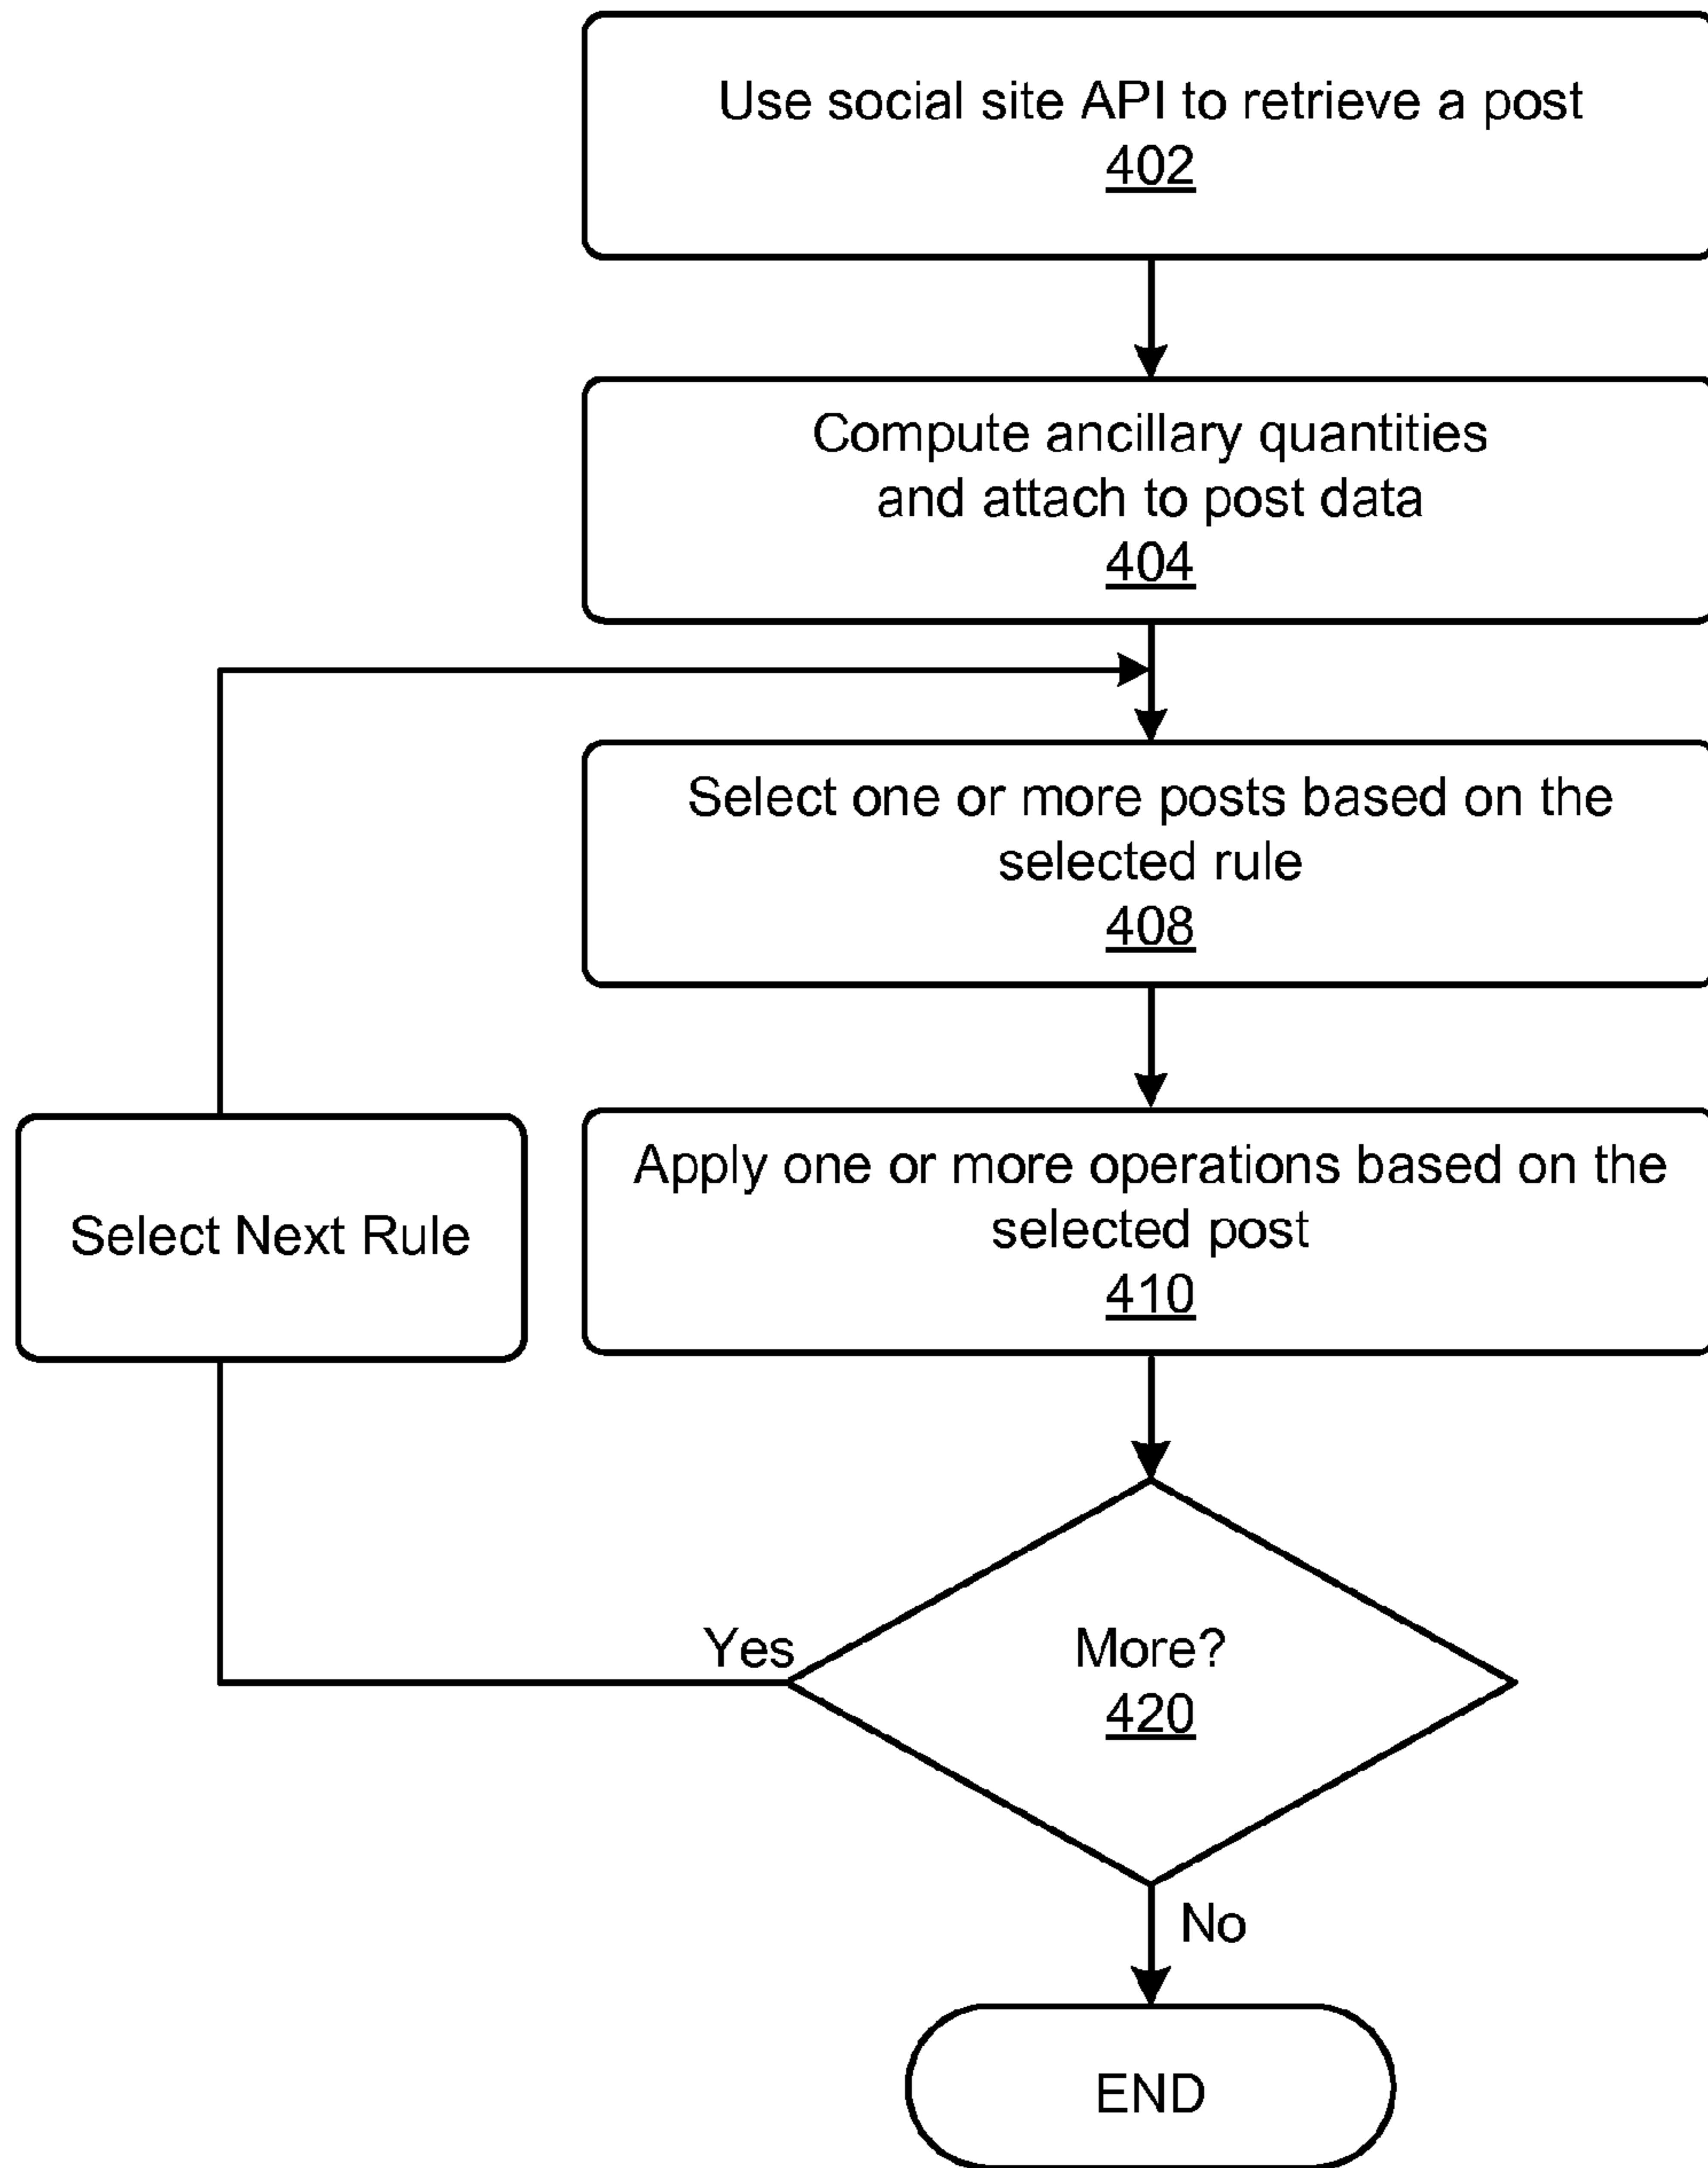 Use social site API to retrieve a post
402
Compute ancillary quantities
and attach to post data
404
Select one or more posts based on the
selected rule
408
Apply one or more operations based on the
selected post
410
Select Next Rule
Yes
More?
420
No
END